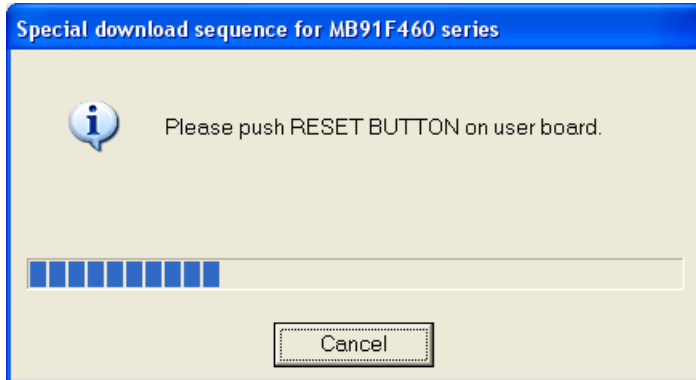 Special download sequence for MB91F460 series
Please push RESET BUTTON on user board.
Cancel